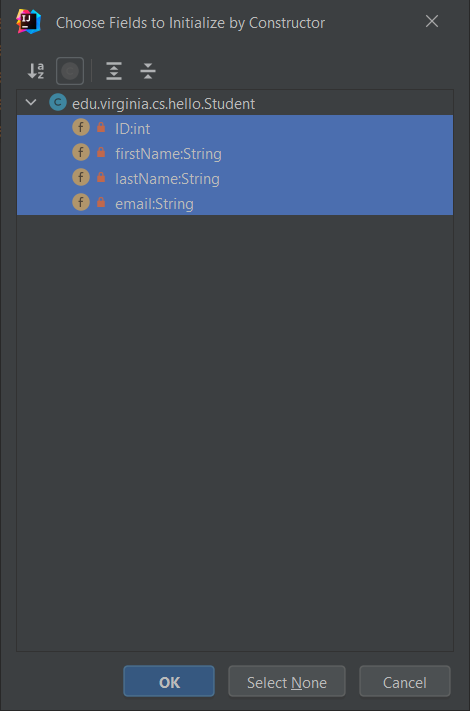 IJ
Choose Fields to Initialize by Constructor
a
z
C edu.virginia.cs.hello.Student
f ID:int
f firstName:String
f lastName:String
f email:String
OK Select None Cancel